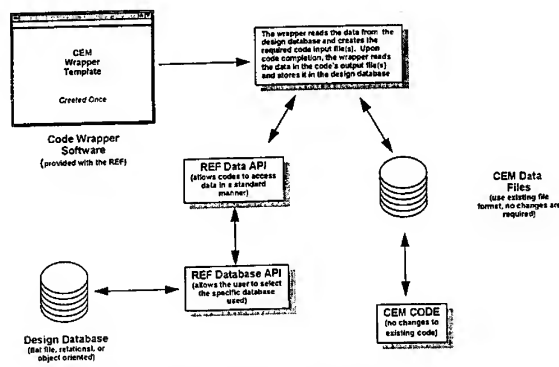 CEM
Wrapper
Template
Created Once
Code Wrapper
Software
(provided with the REF)
The wrapper reads the data from the
design database and creates the
required code input file(s). Upon
code completion, the wrapper reads
the data in the code's output file(s)
and stores it in the design database
REF Data API
(allows codes to access
data in a standard
manner)
CEM Data
Files
(use existing file
format, no changes are
required)
REF Database API
(allows the user to select
the specific database
used)
CEM CODE
(no changes to
existing code)
Design Database
(flat file, relational, or
object oriented)